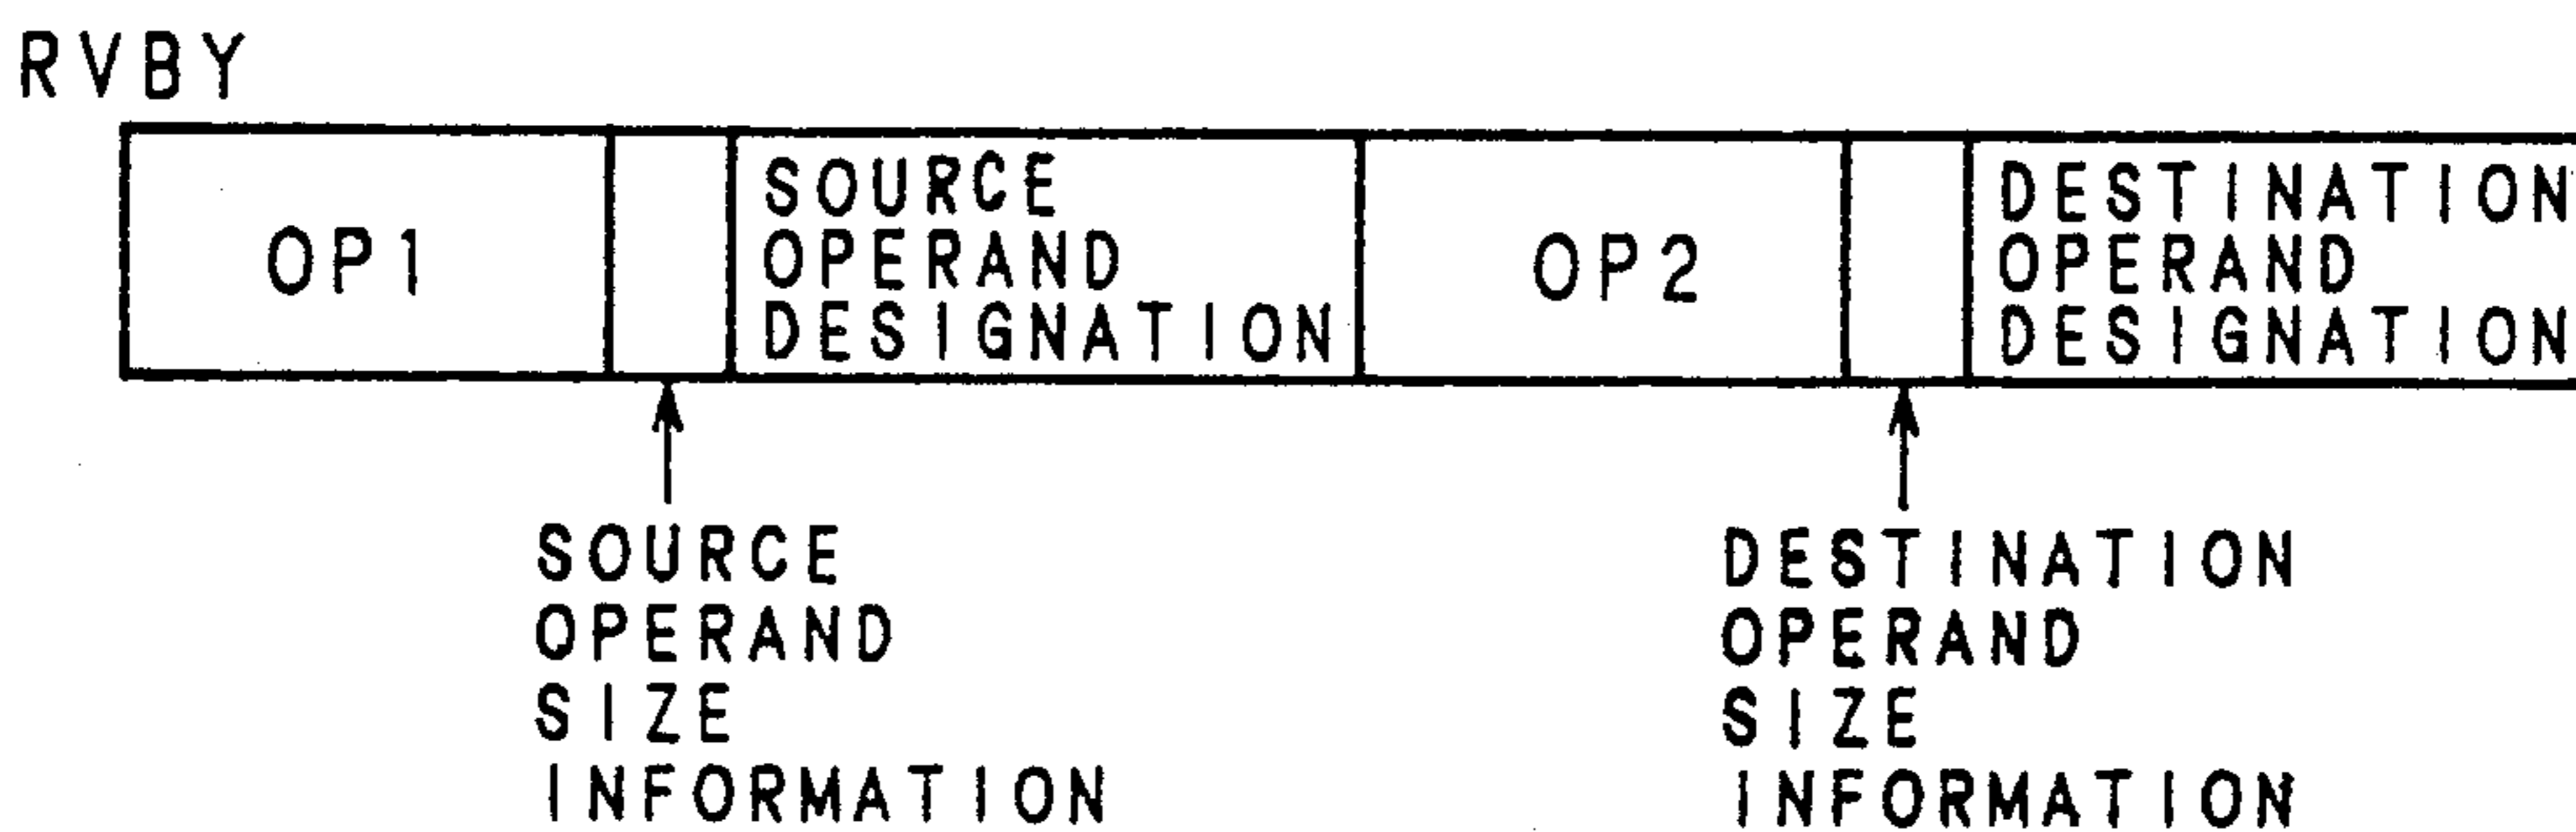 RVBY
OP1
SOURCE
OPERAND
DESIGNATION
OP2
DESTINATION
OPERAND
DESIGNATION
SOURCE
OPERAND
SIZE
INFORMATION
DESTINATION
OPERAND
SIZE
INFORMATION